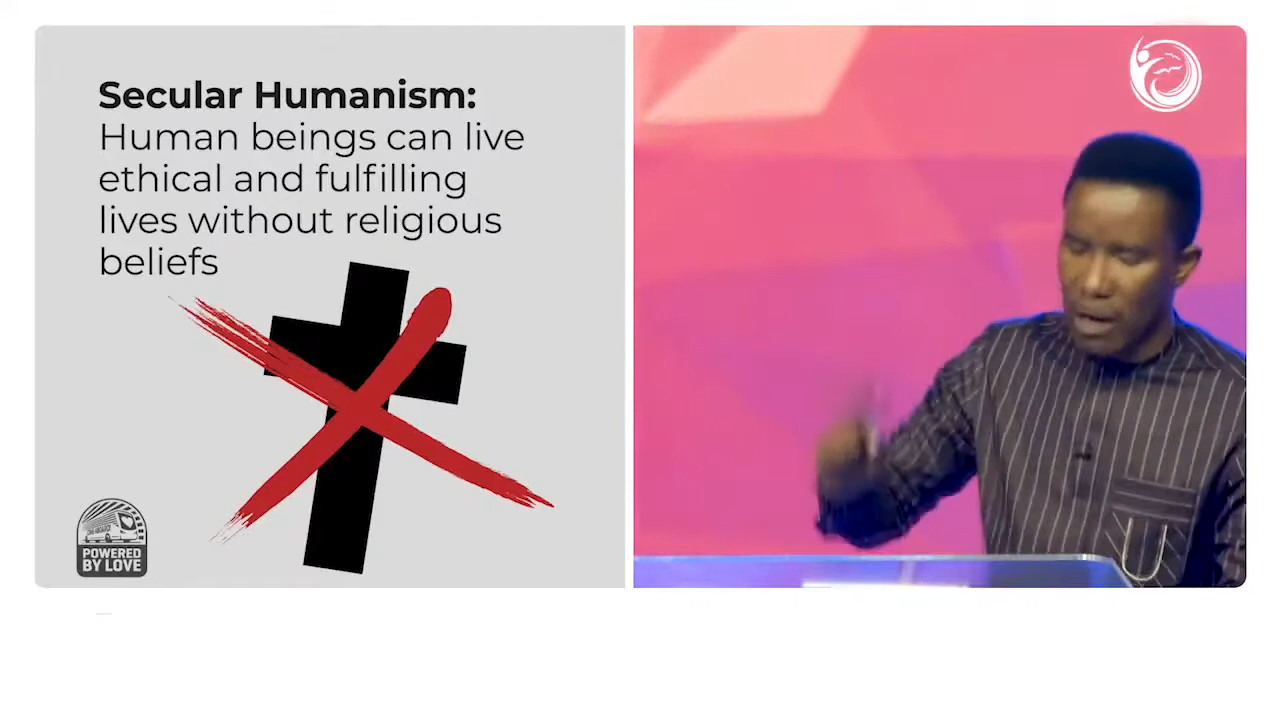 Secular Humanism:
Human beings can live
ethical and fulfilling
lives without religious
beliefs
POWERED
BY LOVE